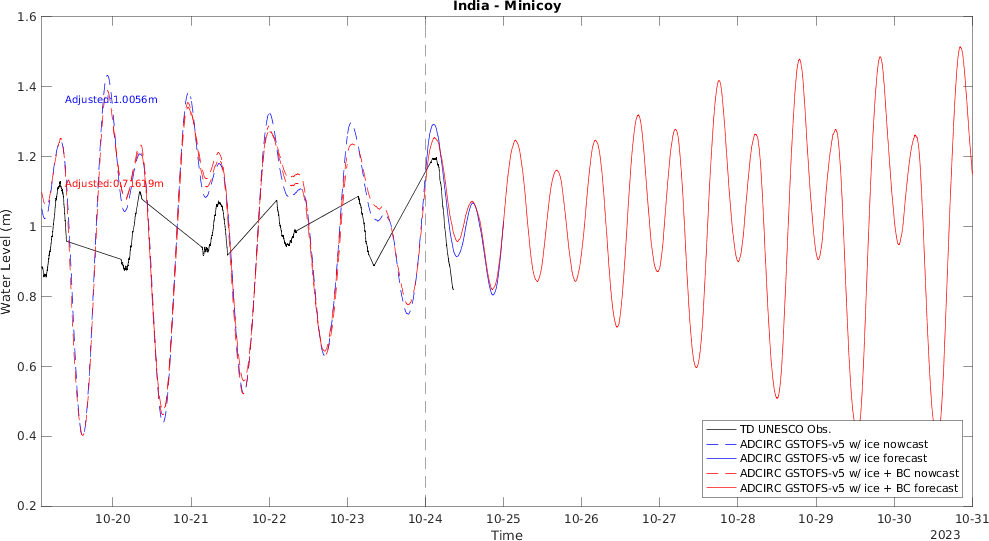 India - Minicoy
1.6
1.4
1.2
1
0.8
0.6
0.4
0.2
Water Level (m)
Adjusted:1.0056m
Adjusted:0.71619m
TD UNESCO Obs.
ADCIRC GSTOFS-v5 w/ ice nowcast
ADCIRC GSTOFS-v5 w/ ice forecast
ADCIRC GSTOFS-v5 w/ ice + BC nowcast
ADCIRC GSTOFS-v5 w/ ice + BC forecast
10-20 10-21 10-22 10-23 10-24 10-25 10-26 10-27 10-28 10-29 10-30 10-31
Time
2023